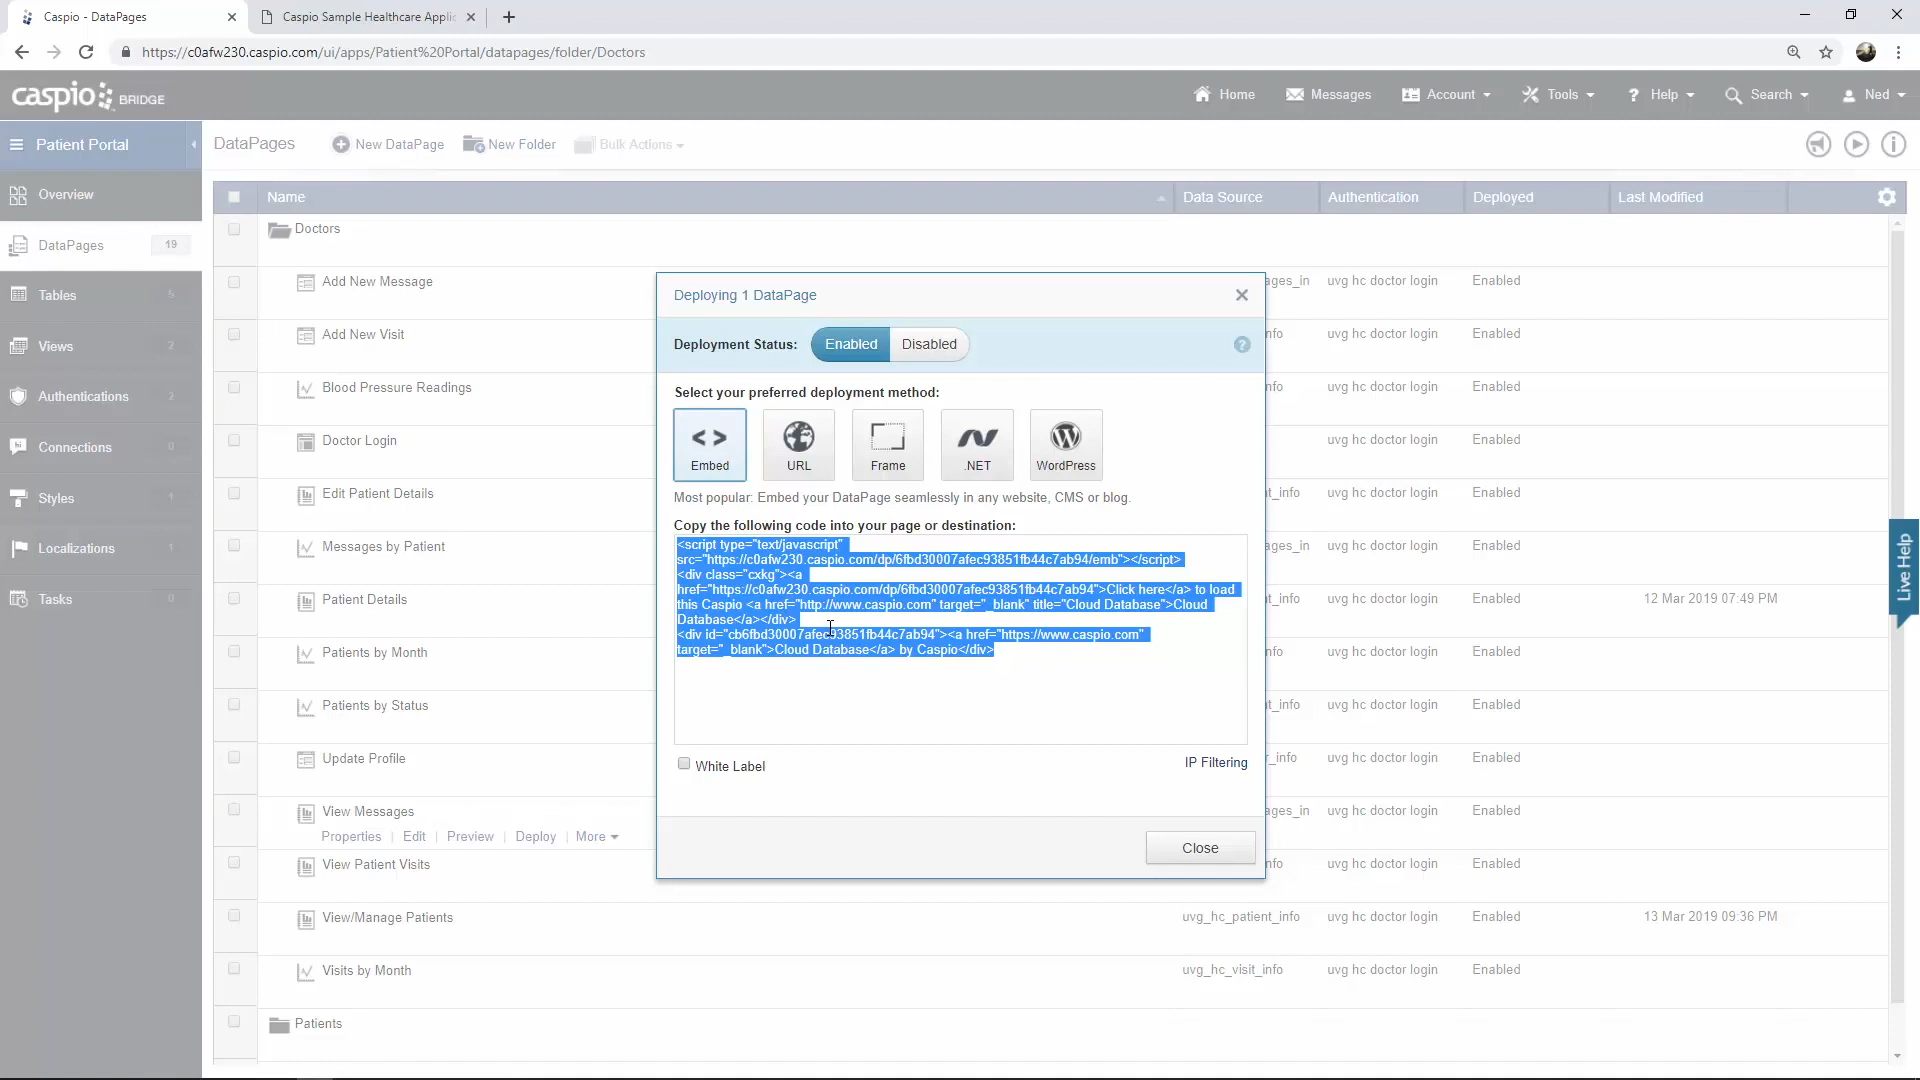 Caspio - DataPages
Caspio Sample Healthcare Applic
https://c0afw230.caspio.com/ui/apps/Patient%20Portal/datapages/folder/Doctors
caspio BRIDGE
Home
Messages
Account
Tools
? Help
Search
Ned
Patient Portal
DataPages
New DataPage
New Folder
Bulk Actions
Overview
DataPages 19
Tables 5
Views 2
Authentications 2
Connections 0
Styles 1
Localizations 1
Tasks 0
Name Data Source Authentication Deployed Last Modified
Doctors
Add New Message ages_in uvg hc doctor login Enabled
Add New Visit nfo uvg hc doctor login Enabled
Blood Pressure Readings nfo uvg hc doctor login Enabled
Doctor Login uvg hc doctor login Enabled
Edit Patient Details t_info uvg hc doctor login Enabled
Messages by Patient ages_in uvg hc doctor login Enabled
Patient Details t_info uvg hc doctor login Enabled 12 Mar 2019 07:49 PM
Patients by Month uvg hc doctor login Enabled
Patients by Status t_info uvg hc doctor login Enabled
Update Profile r_info uvg hc doctor login Enabled
View Messages ages_in uvg hc doctor login Enabled
Properties | Edit | Preview | Deploy | More
View Patient Visits nfo uvg hc doctor login Enabled
View/Manage Patients uvg_hc_patient_info uvg hc doctor login Enabled 13 Mar 2019 09:36 PM
Visits by Month uvg_hc_visit_info uvg hc doctor login Enabled
Patients
Deploying 1 DataPage
Deployment Status: Enabled Disabled
?
Select your preferred deployment method:
Embed
URL
Frame
.NET
WordPress
Most popular: Embed your DataPage seamlessly in any website, CMS or blog.
Copy the following code into your page or destination:
<script type="text/javascript"
src="https://c0afw230.caspio.com/dp/6fbd30007afec93851fb44c7ab94/emb"></script>
<div class="cxkg"><a
href="https://c0afw230.caspio.com/dp/6fbd30007afec93851fb44c7ab94">Click here</a> to load
this Caspio <a href="http://www.caspio.com" target="_blank" title="Cloud Database">Cloud
Database</a></div>
<div id="cb6fbd30007afec93851fb44c7ab94"><a href="https://www.caspio.com"
target="_blank">Cloud Database</a> by Caspio</div>
White Label
IP Filtering
Close
Live Help